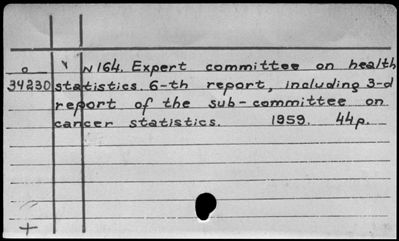 o v N 164. Expert committee on health
34230 statistics. 6-th report, including 3-d
report of the sub-committee on
cancer statistics. 1959. 44p.
+